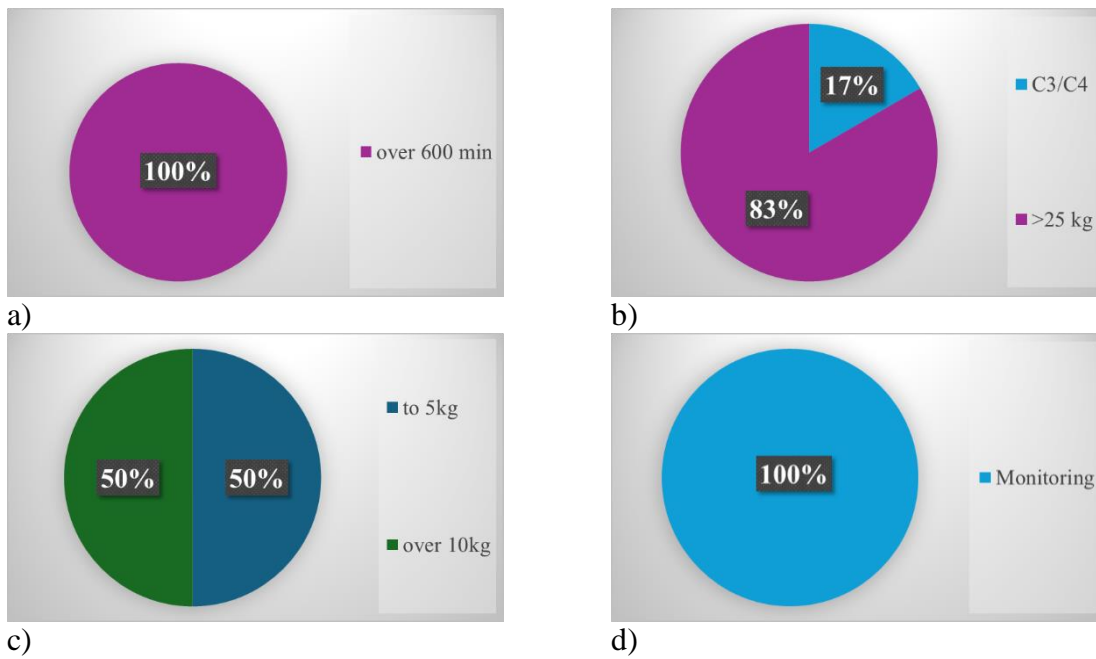 100%
over 600 min
a)
17%
83%
C3/C4
>25 kg
b)
50%
50%
to 5kg
over 10kg
c)
100%
Monitoring
d)